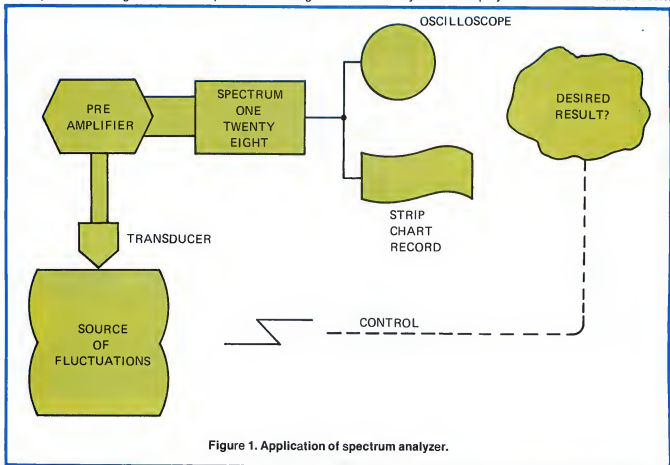 OSCILLOSCOPE
PRE
AMPLIFIER
SPECTRUM
ONE
TWENTY
EIGHT
DESIRED
RESULT?
STRIP
CHART
RECORD
TRANSDUCER
SOURCE
OF
FLUCTUATIONS
CONTROL
Figure 1. Application of spectrum analyzer.